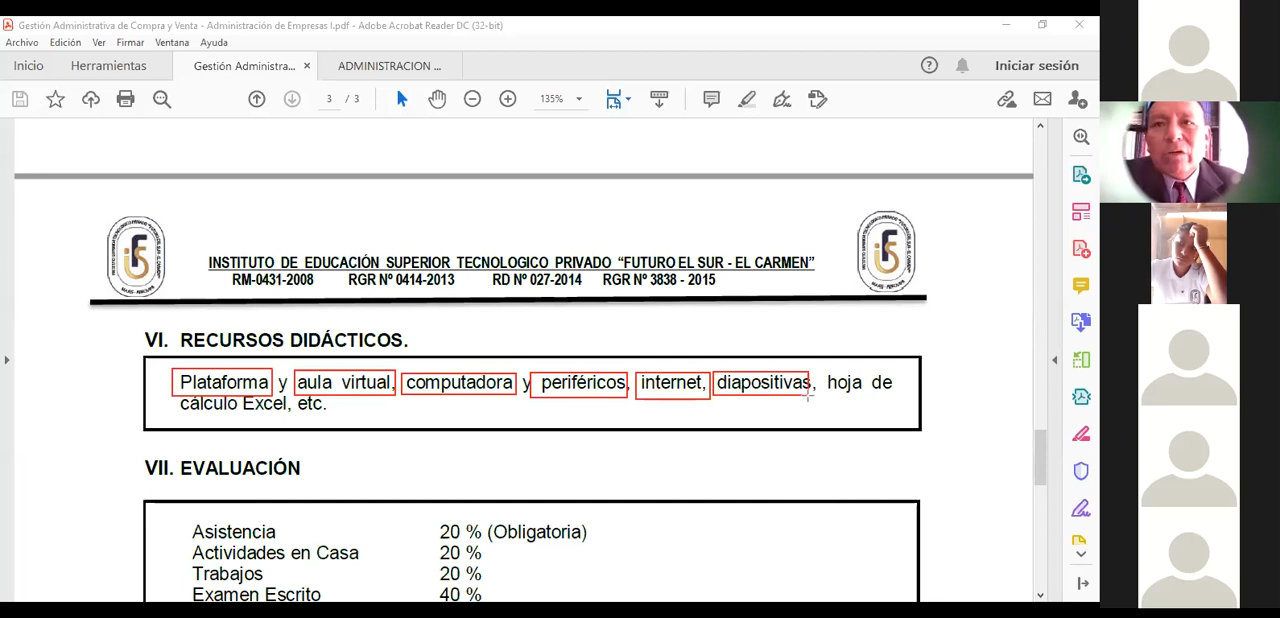 Gestión Administrativa de Compra y Venta - Administración de Empresas I.pdf - Adobe Acrobat Reader DC (32-bit)
Archivo Edición Ver Firmar Ventana Ayuda
Inicio Herramientas Gestión Administra... × ADMINISTRACION ... Iniciar sesión
3 / 3 135%
INSTITUTO DE EDUCACIÓN SUPERIOR TECNOLOGICO PRIVADO “FUTURO EL SUR - EL CARMEN”
RM-0431-2008 RGR Nº 0414-2013 RD Nº 027-2014 RGR Nº 3838 - 2015
VI. RECURSOS DIDÁCTICOS.
Plataforma y aula virtual, computadora y periféricos, internet, diapositivas, hoja de
cálculo Excel, etc.
VII. EVALUACIÓN
Asistencia 20 % (Obligatoria)
Actividades en Casa 20 %
Trabajos 20 %
Examen Escrito 40 %